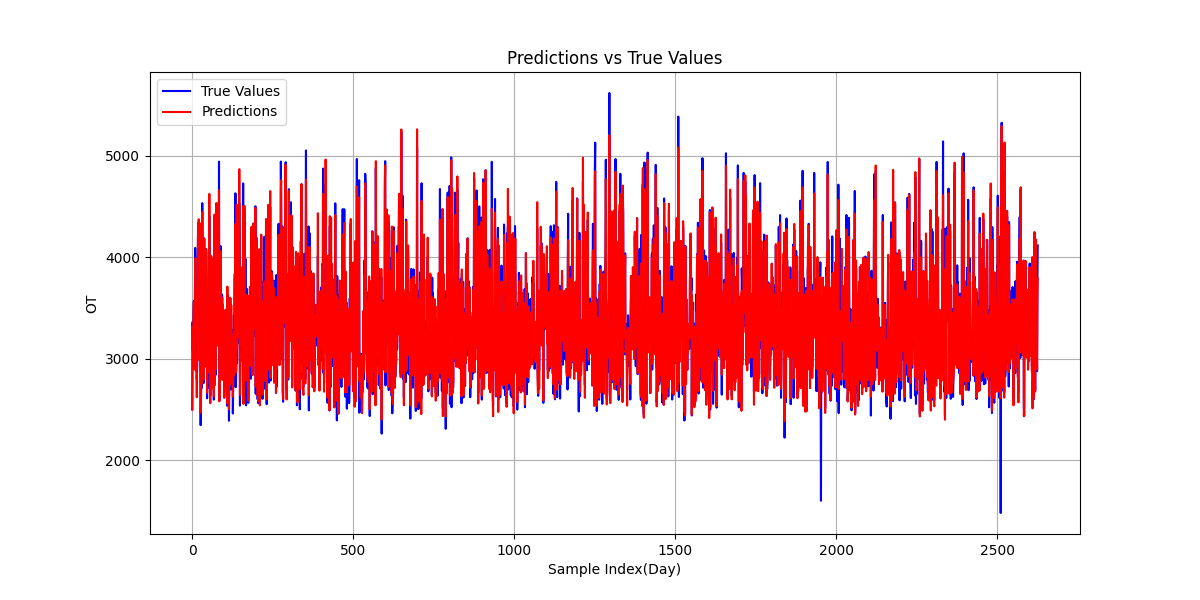 Predictions vs True Values
True Values
Predictions
5000
4000
3000
2000
OT
0 500 1000 1500 2000 2500
Sample Index(Day)